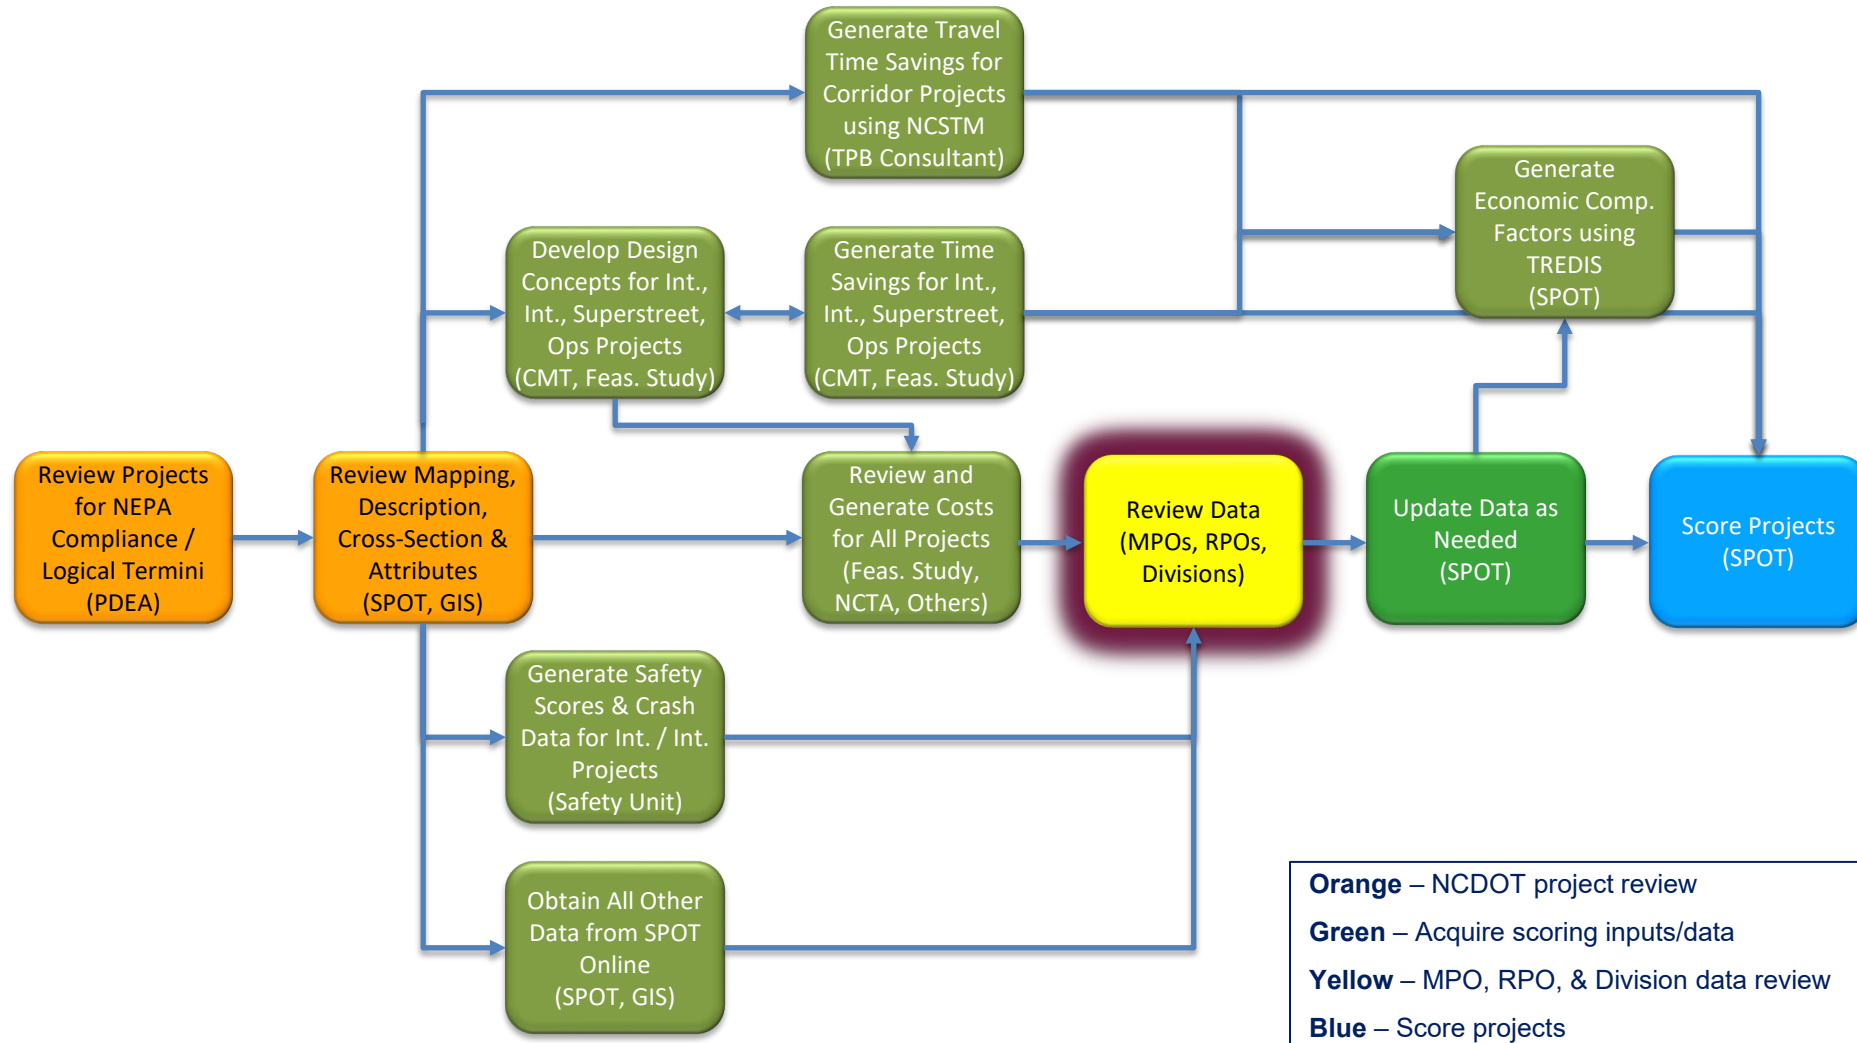 Generate Travel
Time Savings for
Corridor Projects
using NCSTM
(TPB Consultant)
Generate
Economic Comp.
Factors using
TREDIS
(SPOT)
Develop Design
Concepts for Int.,
Int., Superstreet,
Ops Projects
(CMT, Feas. Study)
Generate Time
Savings for Int.,
Int., Superstreet,
Ops Projects
(CMT, Feas. Study)
Review Projects
for NEPA
Compliance /
Logical Termini
(PDEA)
Review Mapping,
Description,
Cross-Section &
Attributes
(SPOT, GIS)
Review and
Generate Costs
for All Projects
(Feas. Study,
NCTA, Others)
Review Data
(MPOs, RPOs,
Divisions)
Update Data as
Needed
(SPOT)
Score Projects
(SPOT)
Generate Safety
Scores & Crash
Data for Int. / Int.
Projects
(Safety Unit)
Obtain All Other
Data from SPOT
Online
(SPOT, GIS)
Orange – NCDOT project review
Green – Acquire scoring inputs/data
Yellow – MPO, RPO, & Division data review
Blue – Score projects